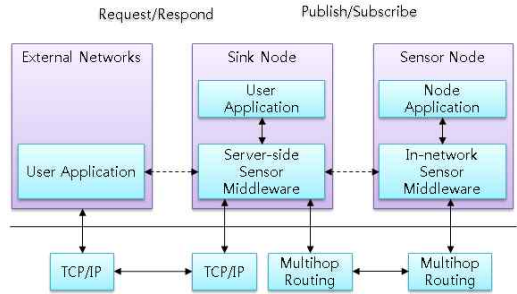 Request/Respond
Publish/Subscribe
External Networks
Sink Node
Sensor Node
User
Application
Node
Application
User Application
Server-side
Sensor
Middleware
In-network
Sensor
Middleware
TCP/IP
TCP/IP
Multihop
Routing
Multihop
Routing